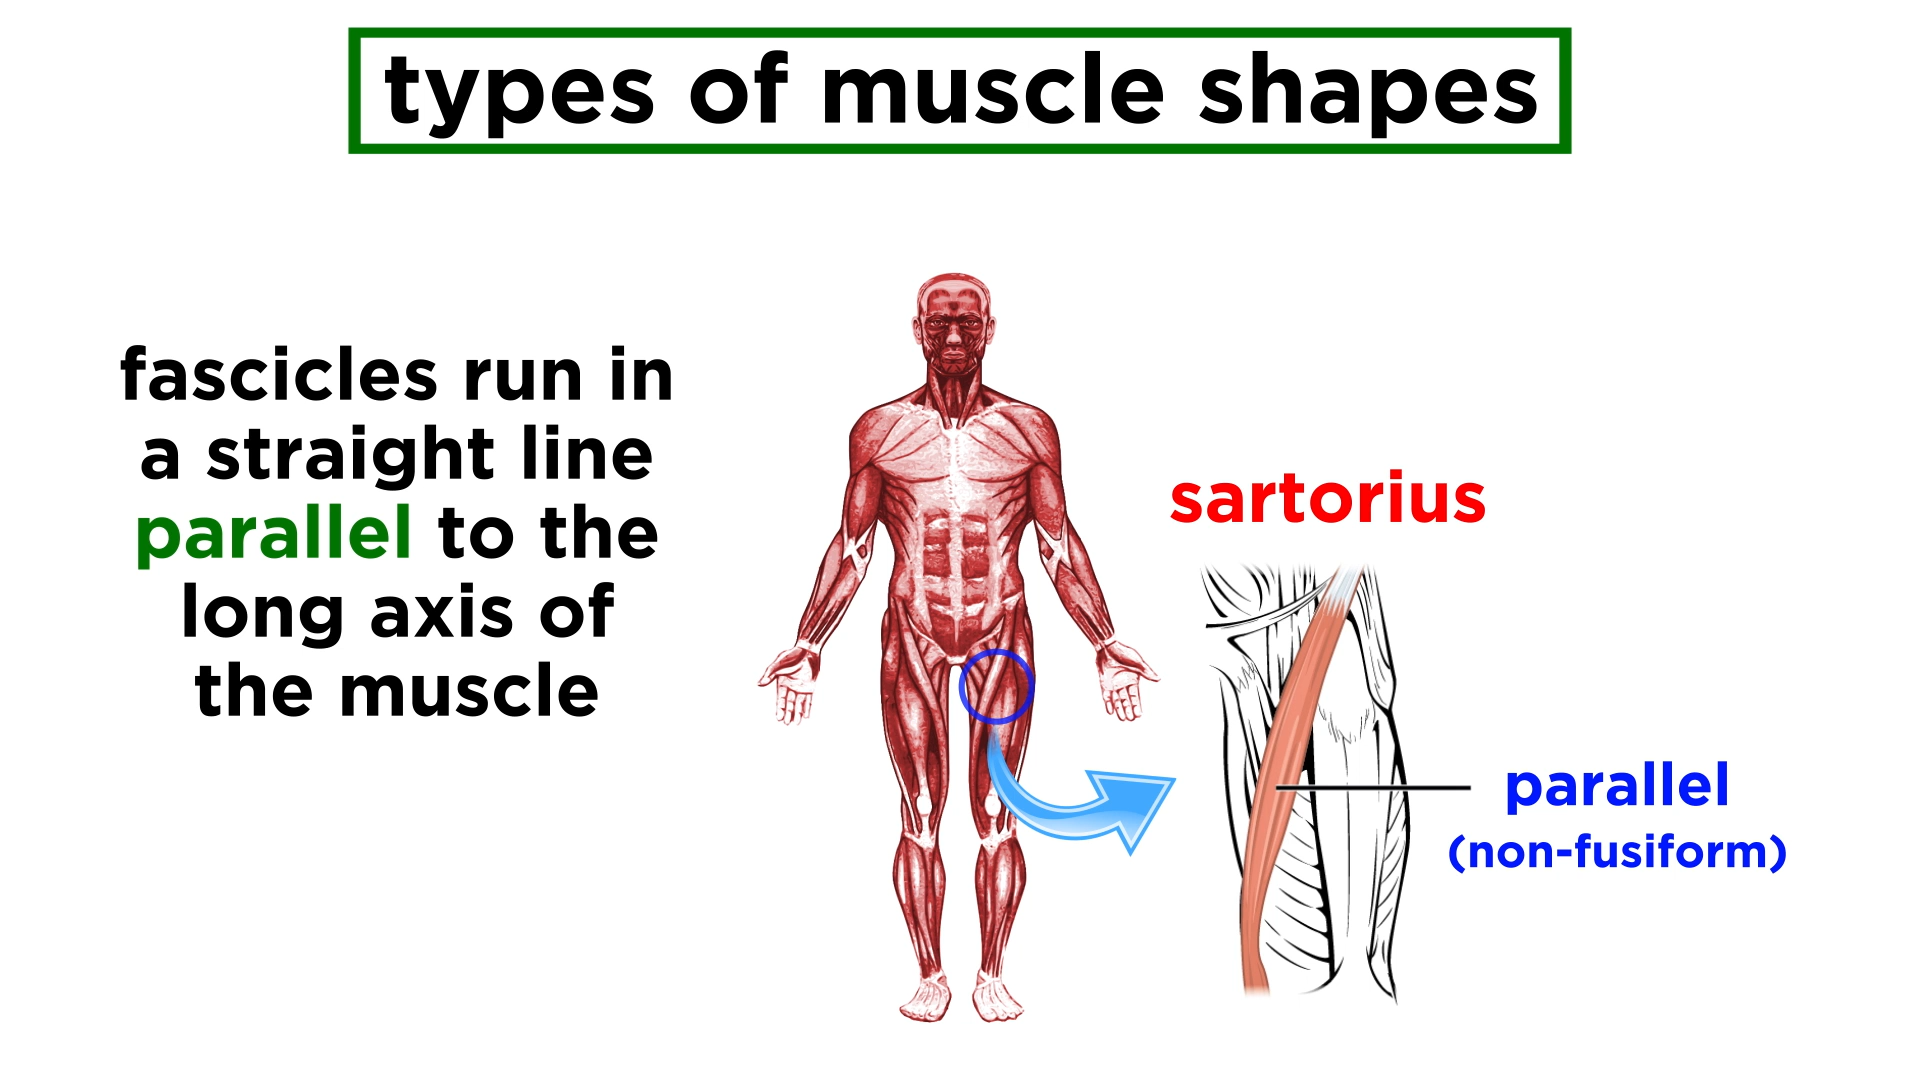 types of muscle shapes
fascicles run in
a straight line
parallel to the
long axis of
the muscle
sartorius
parallel
(non-fusiform)